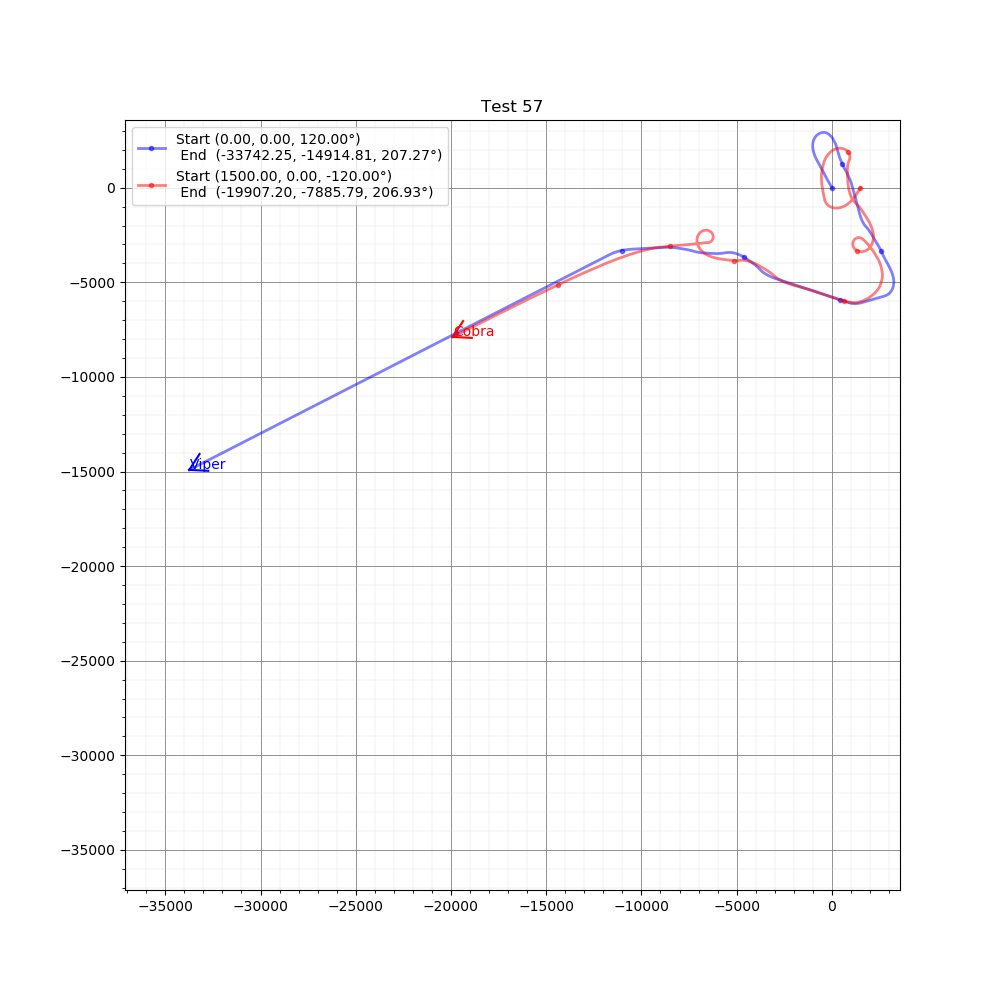 Test 57
Start (0.00, 0.00, 120.00°)
End (-33742.25, -14914.81, 207.27°)
Start (1500.00, 0.00, -120.00°)
End (-19907.20, -7885.79, 206.93°)
0
−5000
−10000
−15000
−20000
−25000
−30000
−35000
Cobra
Viper
−35000 −30000 −25000 −20000 −15000 −10000 −5000 0